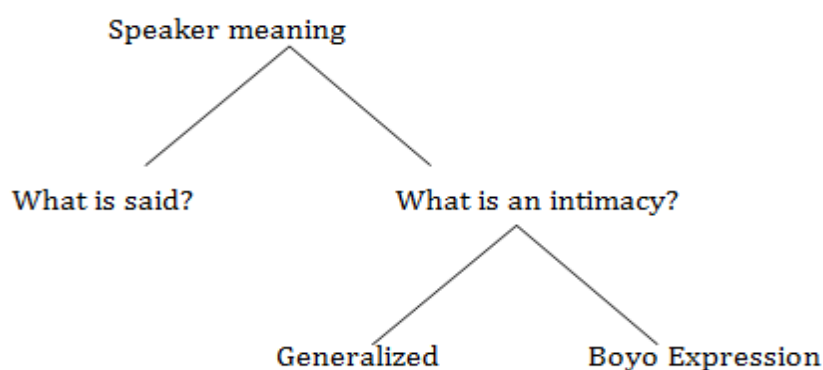 Speaker meaning
What is said?
What is an intimacy?
Generalized
Boyo Expression